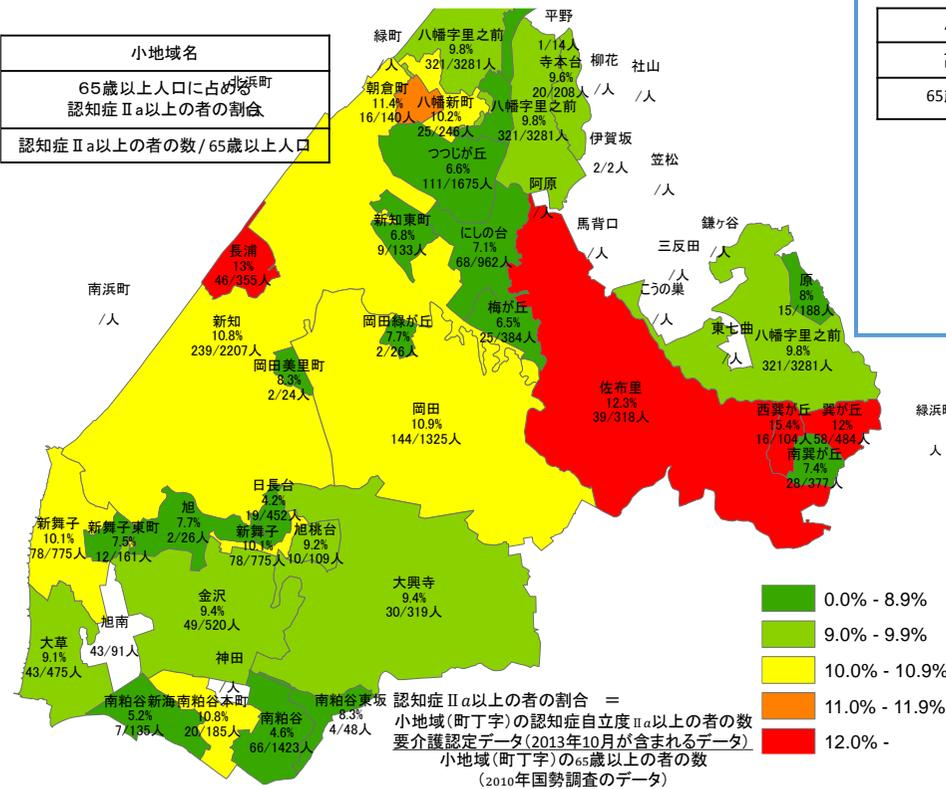 小地域名
65歳以上人口に占める
認知症Ⅱa以上の者の割合
認知症Ⅱa以上の者の数/65歳以上人口
北浜町
/人
緑町
/人
八幡字里之前
9.8%
321/3281人
平野
1/14人
寺本台
9.6%
20/208人
柳花
/人
社山
/人
朝倉町
11.4%
16/140人
八幡新町
10.2%
25/246人
八幡字里之前
9.8%
321/3281人
伊賀坂
2/2人
笠松
/人
つつじが丘
6.6%
111/1675人
阿原
/人
馬背口
/人
新知東町
6.8%
9/133人
にしの台
7.1%
68/962人
鎌ヶ谷
/人
三反田
/人
こうの巣
/人
長浦
13%
46/355人
南浜町
/人
原
8%
15/188人
東七曲
/人
八幡字里之前
9.8%
321/3281人
新知
10.8%
239/2207人
岡田緑が丘
7.7%
2/26人
梅が丘
6.5%
25/384人
岡田美里町
8.3%
2/24人
岡田
10.9%
144/1325人
佐布里
12.3%
39/318人
西巽が丘
15.4%
16/104人
巽が丘
12%
58/484人
緑浜町
人
南巽が丘
7.4%
28/377人
日長台
4.2%
19/452人
旭
7.7%
2/26人
新舞子
10.1%
78/775人
新舞子東町
7.5%
12/161人
新舞子
10.1%
78/775人
旭桃台
9.2%
10/109人
大興寺
9.4%
30/319人
金沢
9.4%
49/520人
旭南
43/91人
大草
9.1%
43/475人
神田
/人
南粕谷新海
5.2%
7/135人
南粕谷本町
10.8%
20/185人
南粕谷
4.6%
66/1423人
南粕谷東坂
8.3%
4/48人
0.0% - 8.9%
9.0% - 9.9%
10.0% - 10.9%
11.0% - 11.9%
12.0% -
認知症Ⅱa以上の者の割合 =
小地域(町丁字)の認知症自立度Ⅱa以上の者の数
要介護認定データ(2013年10月が含まれるデータ)
小地域(町丁字)の65歳以上の者の数
(2010年国勢調査のデータ)
65